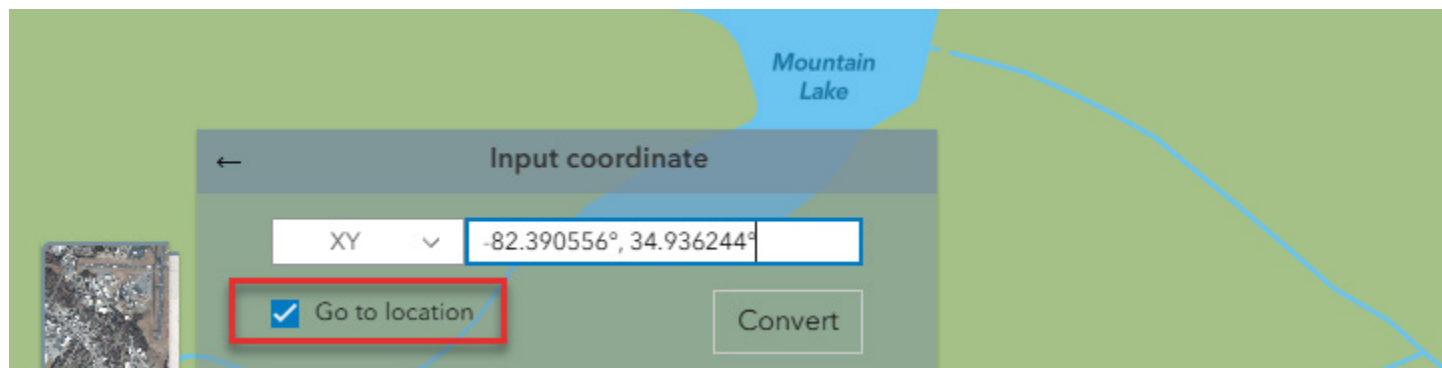 Mountain
Lake
← Input coordinate
XY -82.390556°, 34.936244°
Go to location
Convert